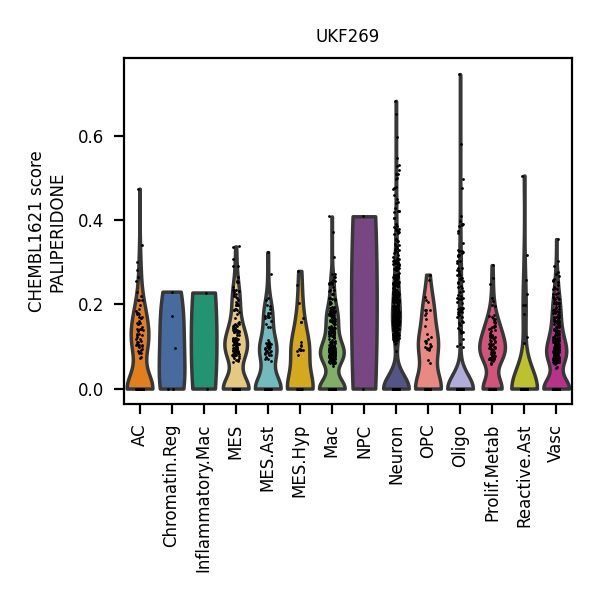 UKF269
CHEMBL1621 score
PALIPERIDONE
0.6
0.4
0.2
0.0
AC
Chromatin.Reg
Inflammatory.Mac
MES
MES.Ast
MES.Hyp
Mac
NPC
Neuron
OPC
Oligo
Prolif.Metab
Reactive.Ast
Vasc